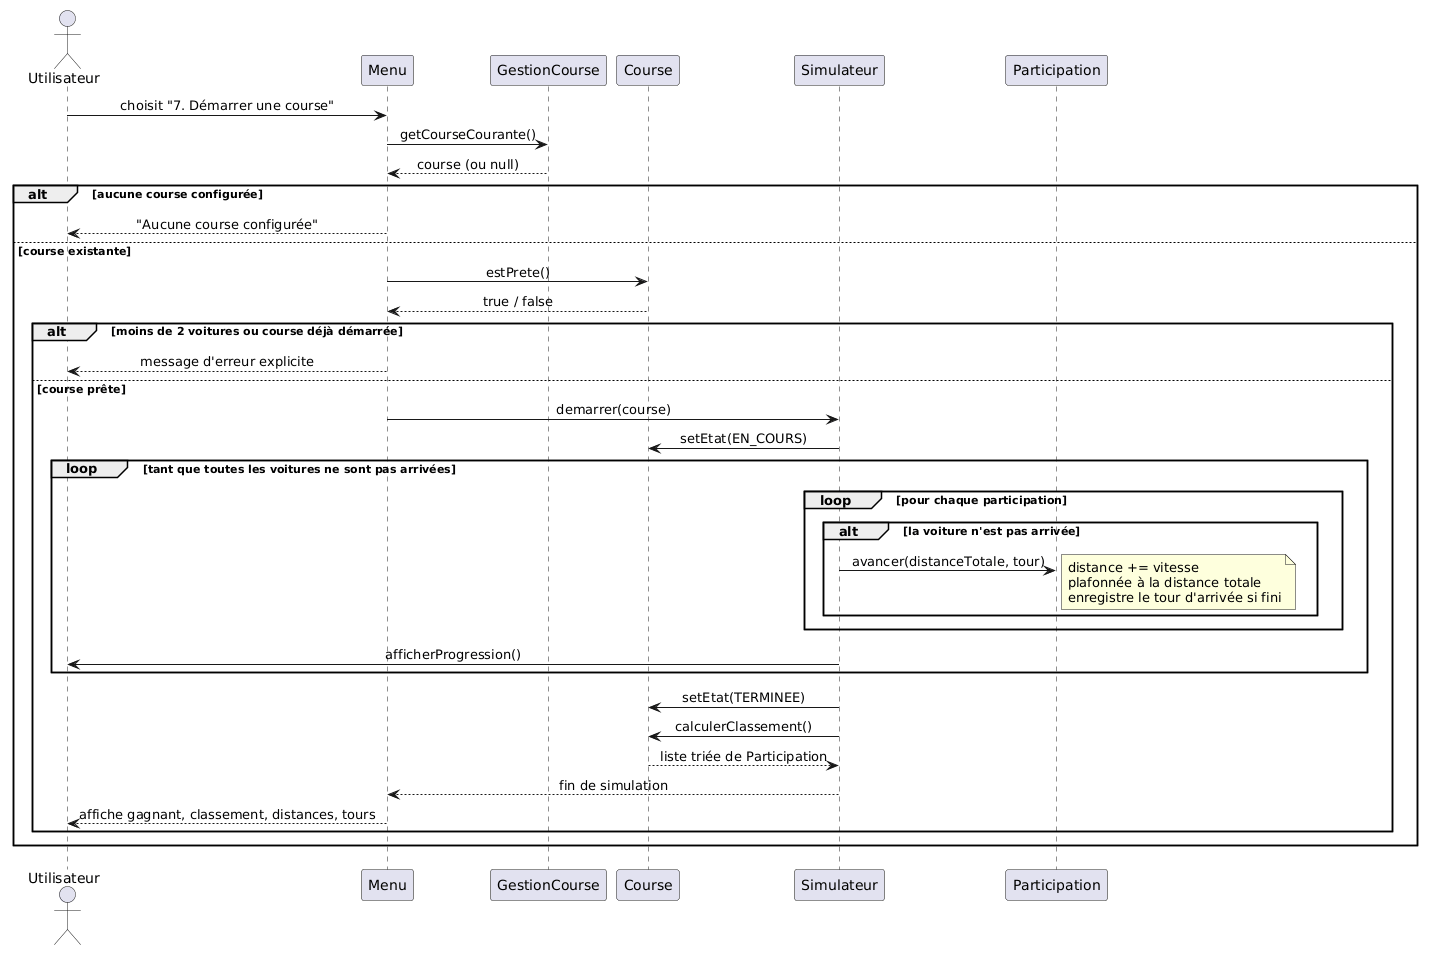 Utilisateur
Menu
GestionCourse
Course
Simulateur
Participation
choisit "7. Démarrer une course"
getCourseCourante()
course (ou null)
alt [aucune course configurée]
"Aucune course configurée"
[course existante]
estPrete()
true / false
alt [moins de 2 voitures ou course déjà démarrée]
message d'erreur explicite
[course prête]
demarrer(course)
setEtat(EN_COURS)
loop [tant que toutes les voitures ne sont pas arrivées]
loop [pour chaque participation]
alt [la voiture n'est pas arrivée]
avancer(distanceTotale, tour)
distance += vitesse
plafonnée à la distance totale
enregistre le tour d'arrivée si fini
afficherProgression()
setEtat(TERMINEE)
calculerClassement()
liste triée de Participation
fin de simulation
affiche gagnant, classement, distances, tours
Utilisateur
Menu
GestionCourse
Course
Simulateur
Participation